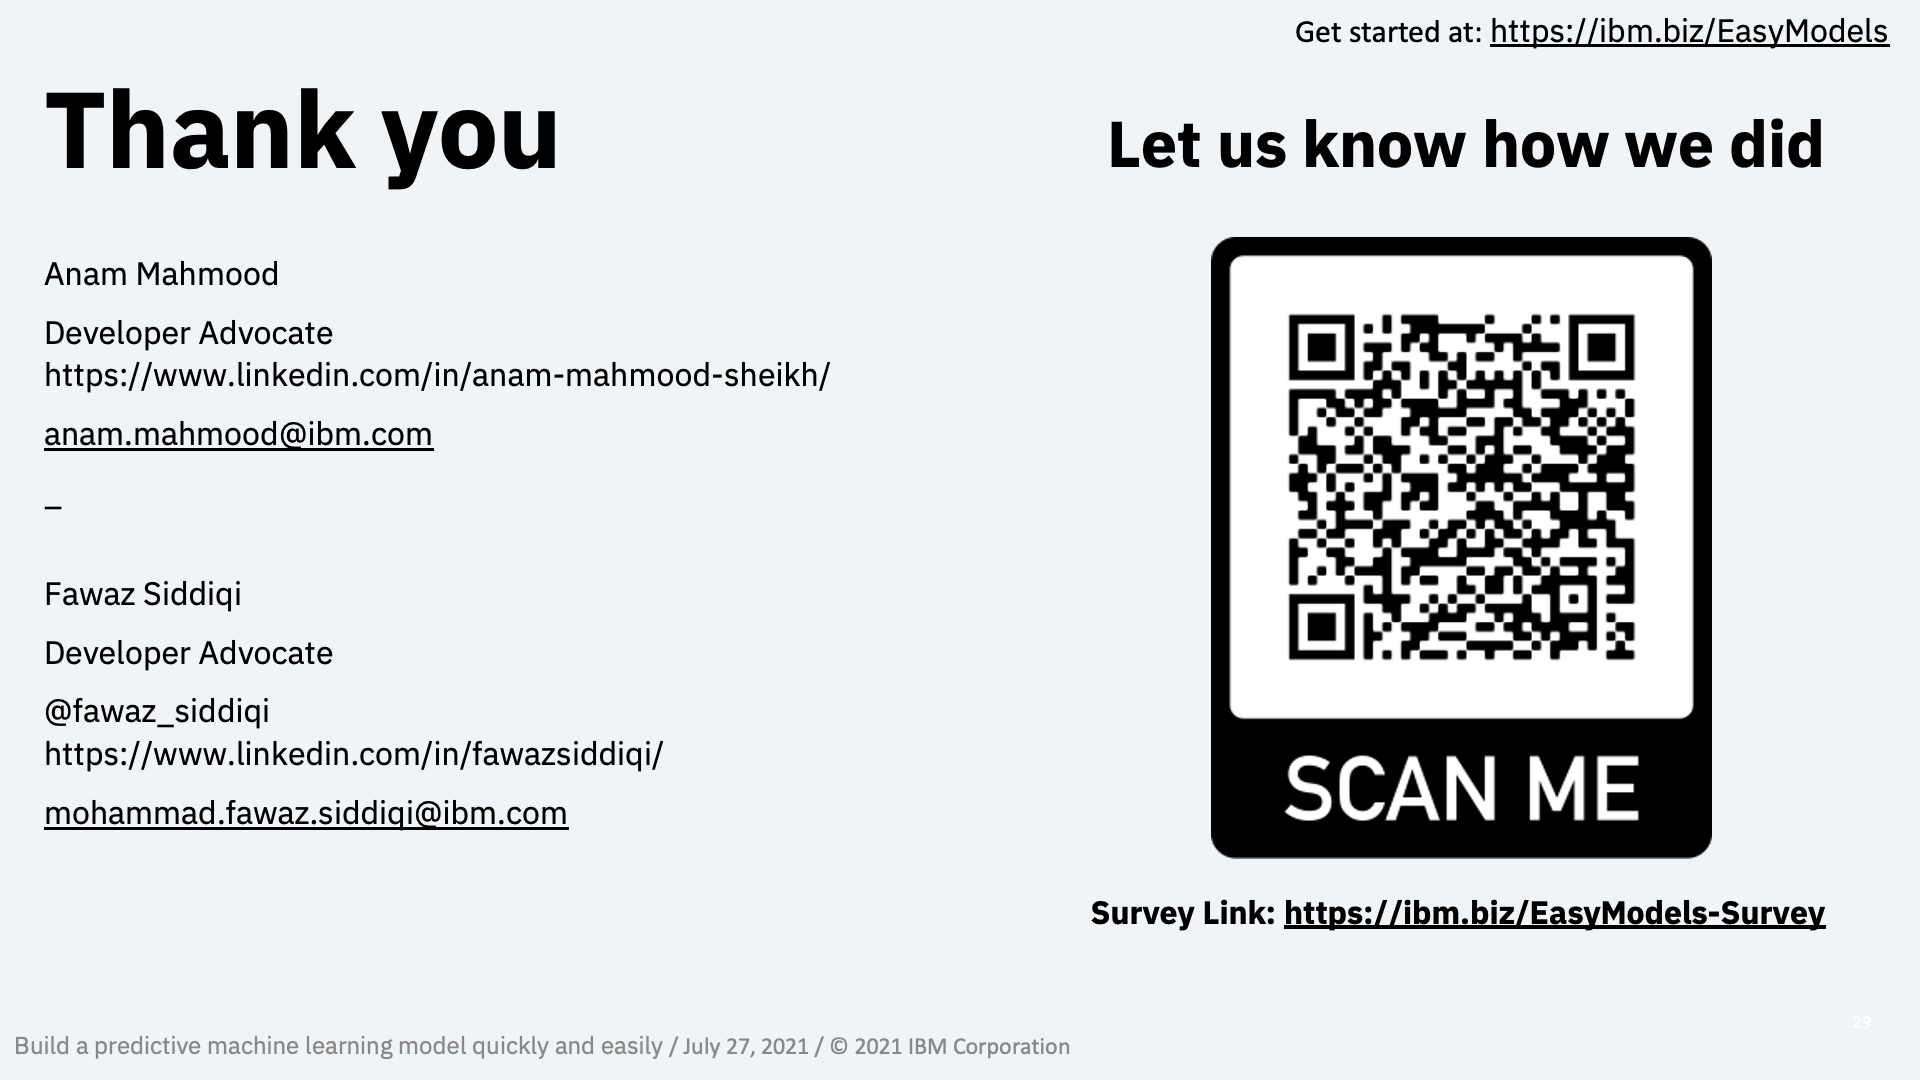 Get started at: https://ibm.biz/EasyModels
Thank you
Let us know how we did
Anam Mahmood
Developer Advocate
https://www.linkedin.com/in/anam-mahmood-sheikh/
anam.mahmood@ibm.com
–
Fawaz Siddiqi
Developer Advocate
@fawaz_siddiqi
https://www.linkedin.com/in/fawazsiddiqi/
mohammad.fawaz.siddiqi@ibm.com
SCAN ME
Survey Link: https://ibm.biz/EasyModels-Survey
29
Build a predictive machine learning model quickly and easily / July 27, 2021 / © 2021 IBM Corporation